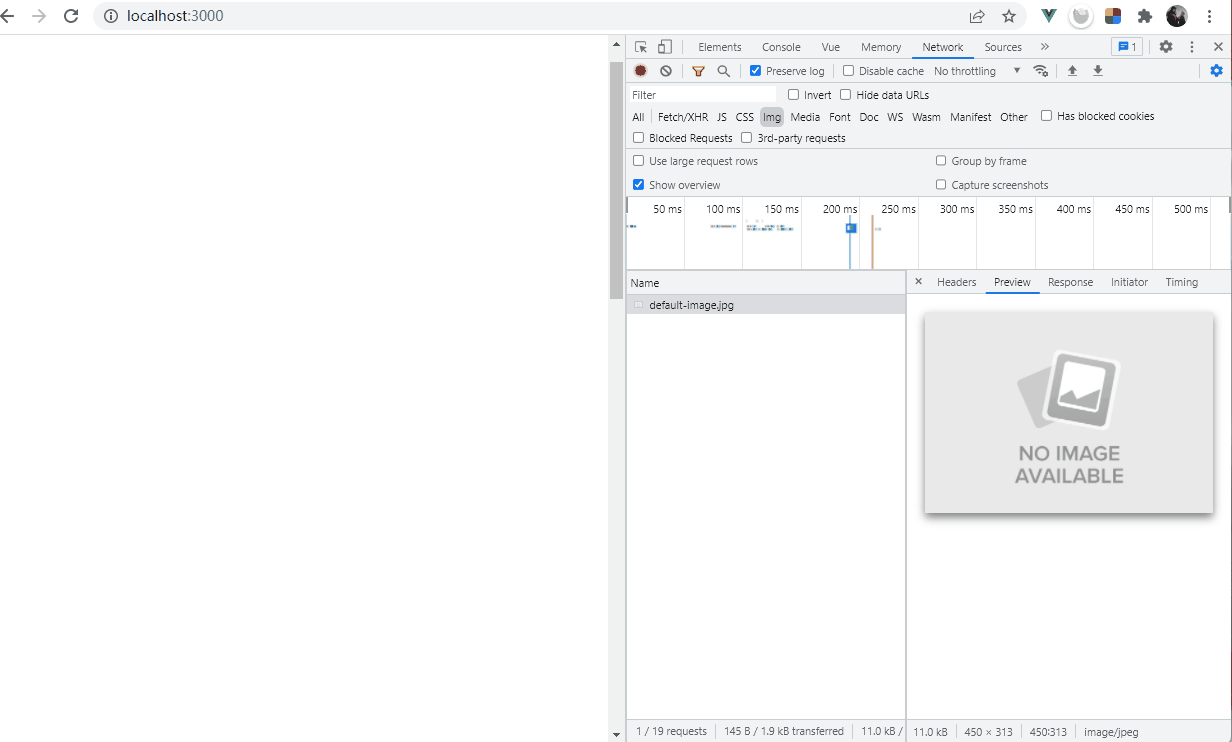 localhost:3000
Elements Console Vue Memory Network Sources » 1
Preserve log Disable cache No throttling
Filter Invert Hide data URLs
All Fetch/XHR JS CSS Img Media Font Doc WS Wasm Manifest Other Has blocked cookies
Blocked Requests 3rd-party requests
Use large request rows Group by frame
Show overview Capture screenshots
50 ms 100 ms 150 ms 200 ms 250 ms 300 ms 350 ms 400 ms 450 ms 500 ms
Name
default-image.jpg
Headers Preview Response Initiator Timing
NO IMAGE
AVAILABLE
1 / 19 requests 145 B / 1.9 kB transferred 11.0 kB /
11.0 kB 450 × 313 450:313 image/jpeg